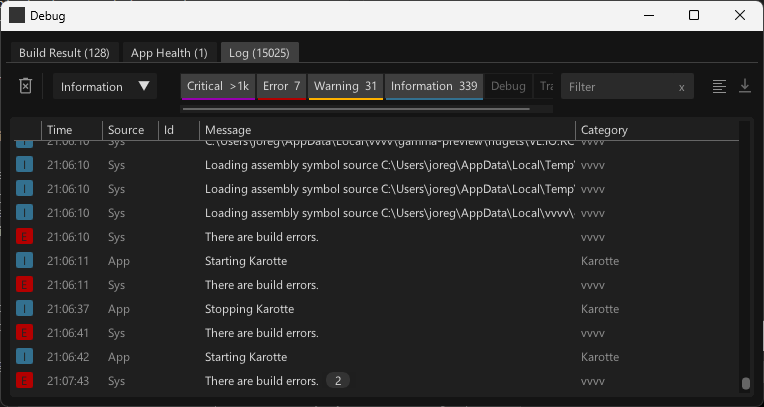 Debug
Build Result (128) App Health (1) Log (15025)
Information Critical >1k Error 7 Warning 31 Information 339 Debug Tra Filter x
Time Source Id Message Category
I 21:06:10 Sys C:\Users\joreg\AppData\Local\vvvv\gamma-preview\nugets\VL.IO.RC vvvv
I 21:06:10 Sys Loading assembly symbol source C:\Users\joreg\AppData\Local\Temp\ vvvv
I 21:06:10 Sys Loading assembly symbol source C:\Users\joreg\AppData\Local\Temp\ vvvv
I 21:06:10 Sys Loading assembly symbol source C:\Users\joreg\AppData\Local\vvvv\ vvvv
E 21:06:10 Sys There are build errors. vvvv
I 21:06:11 App Starting Karotte Karotte
E 21:06:11 Sys There are build errors. vvvv
I 21:06:37 App Stopping Karotte Karotte
E 21:06:41 Sys There are build errors. vvvv
I 21:06:42 App Starting Karotte Karotte
E 21:07:43 Sys There are build errors. 2 vvvv